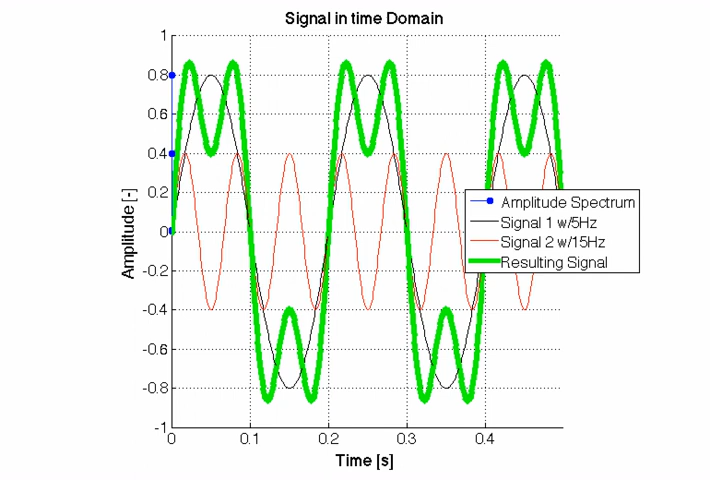 Signal in time Domain
1
0.8
0.6
0.4
0.2
0
-0.2
-0.4
-0.6
-0.8
-1
Amplitude [-]
Amplitude Spectrum
Signal 1 w/5Hz
Signal 2 w/15Hz
Resulting Signal
0 0.1 0.2 0.3 0.4
Time [s]